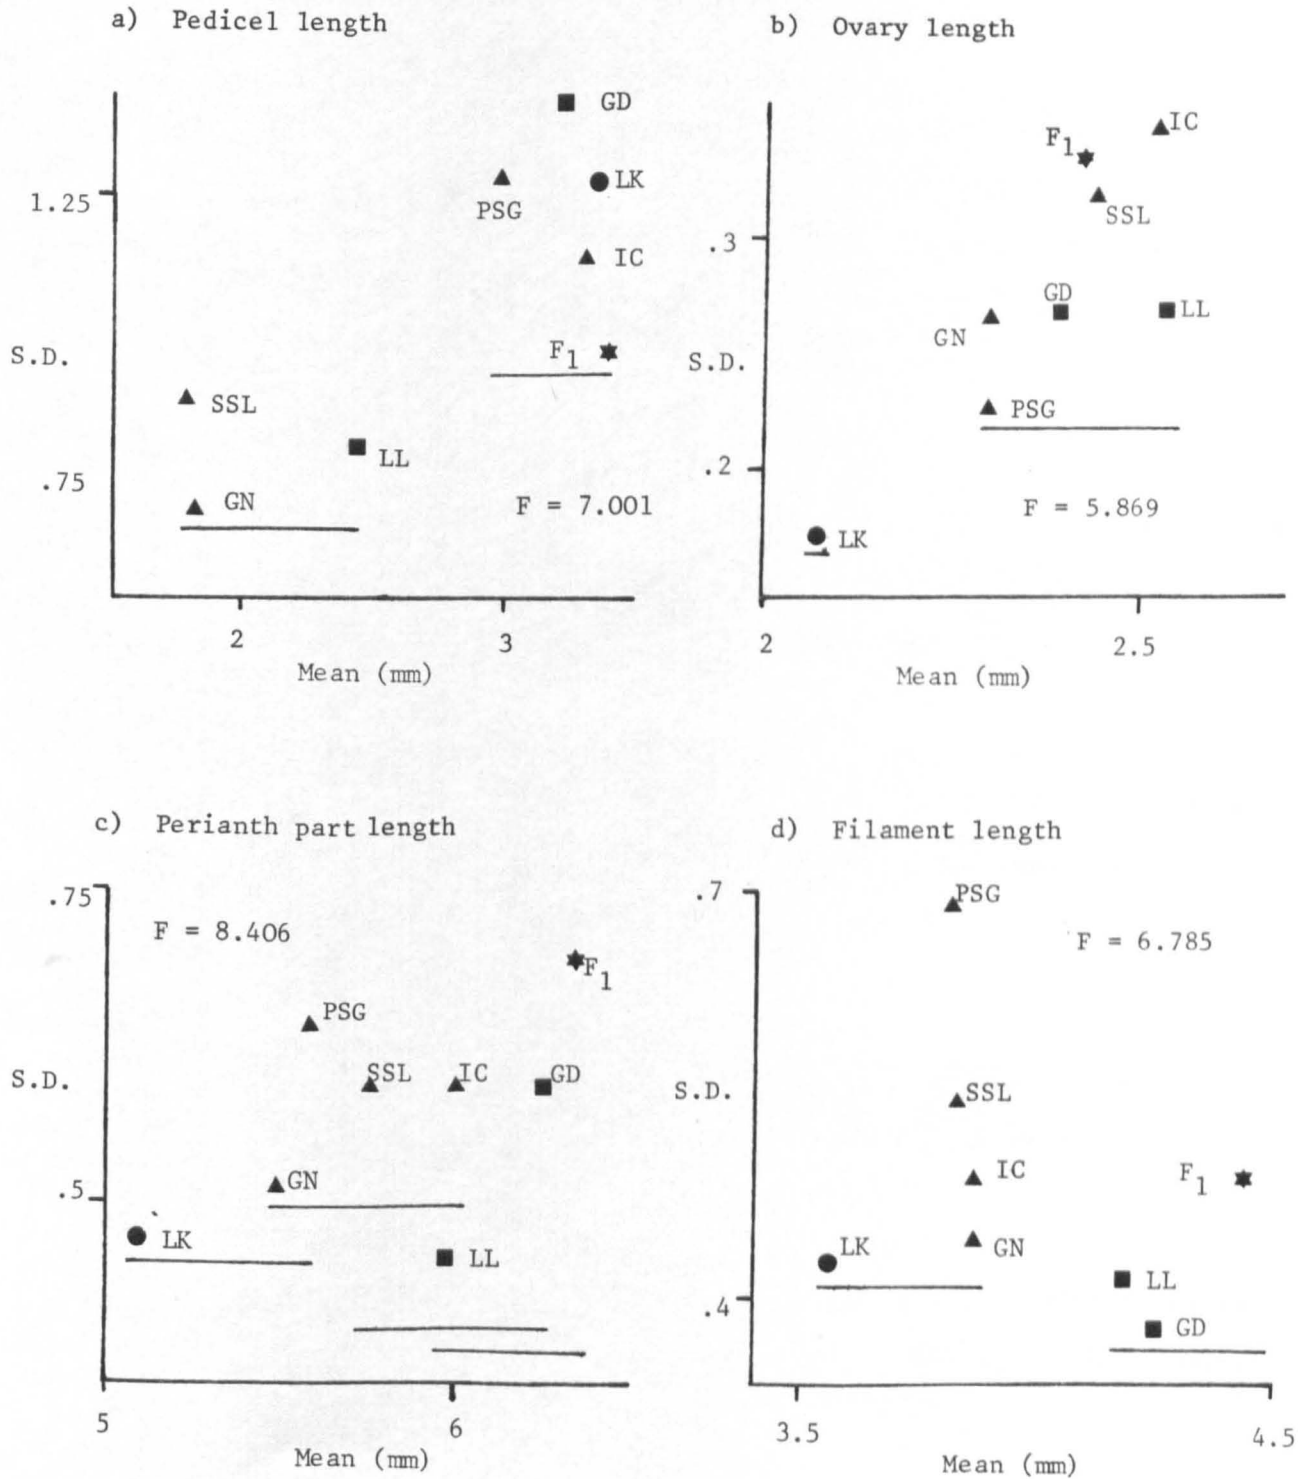 a) Pedicel length
GD
LK
1.25
PSG
IC
S.D.
F1
SSL
LL
.75
GN
F = 7.001
2
3
Mean (mm)
b) Ovary length
IC
F1
SSL
.3
GD
LL
GN
S.D.
PSG
.2
F = 5.869
LK
2
2.5
Mean (mm)
c) Perianth part length
.75
F = 8.406
F1
PSG
SSL
IC
GD
S.D.
GN
.5
LK
LL
5
6
Mean (mm)
d) Filament length
.7
PSG
F = 6.785
S.D.
SSL
IC
F1
GN
LK
LL
.4
GD
3.5
4.5
Mean (mm)